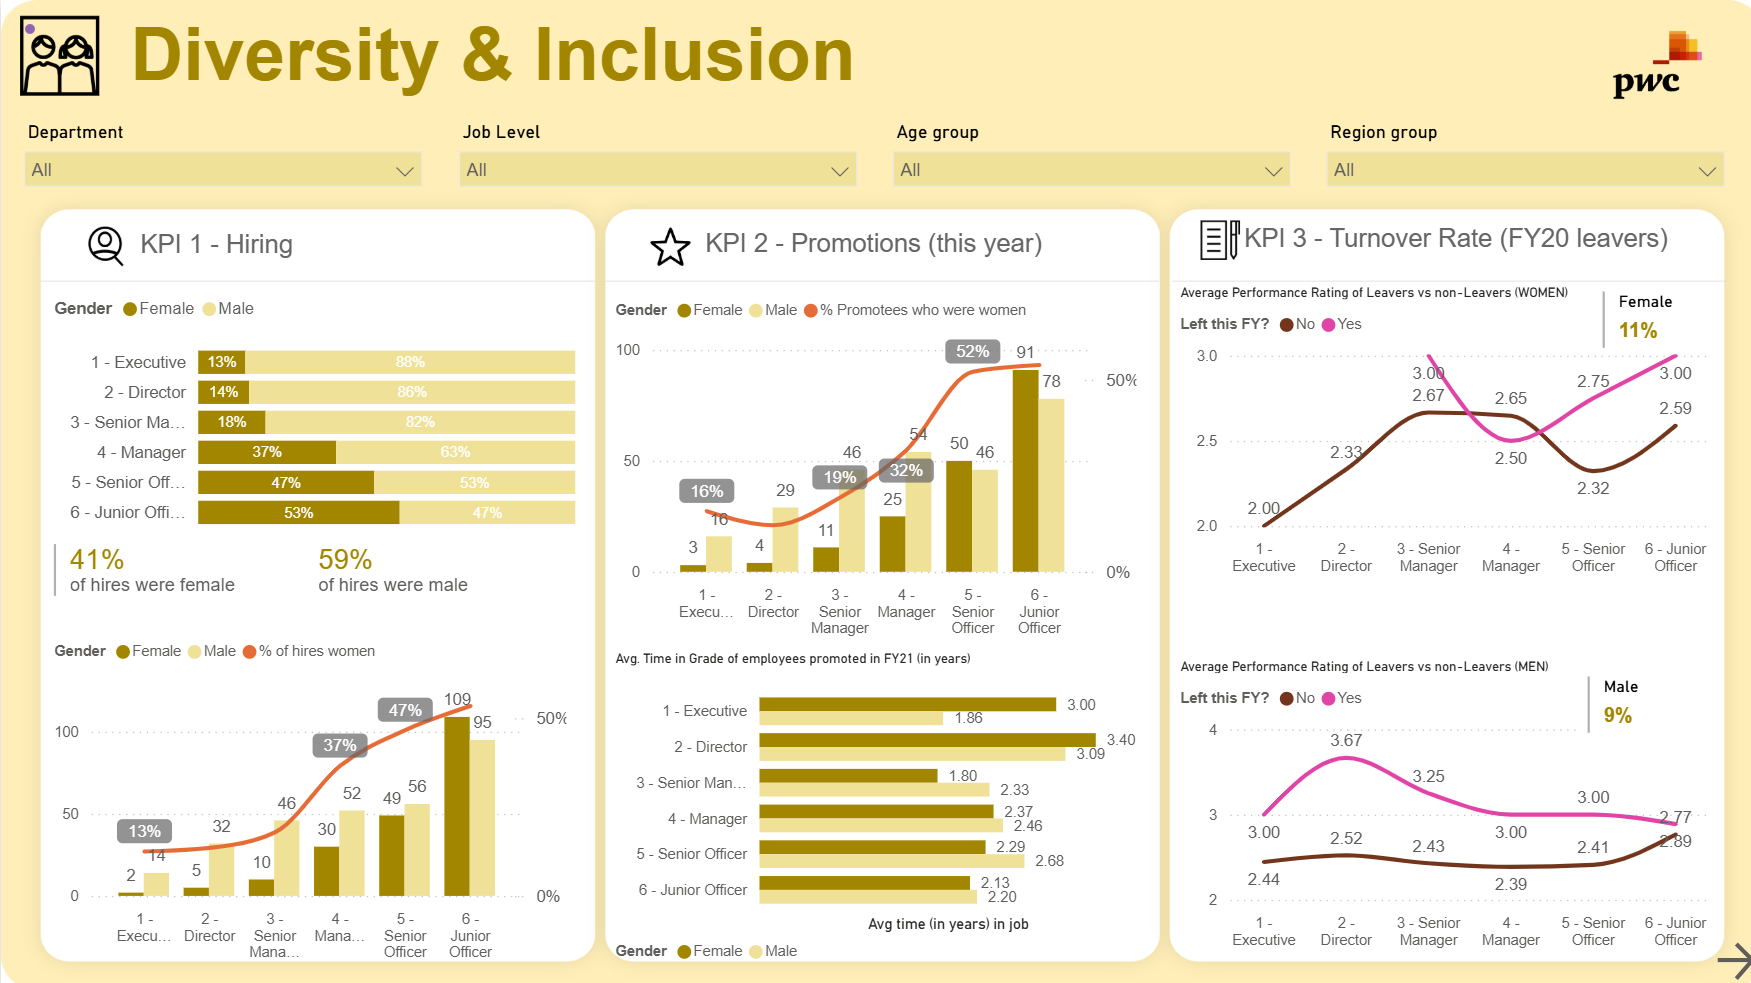 Diversity & Inclusion
pwc
Department
Job Level
Age group
Region group
All
All
All
All
KPI 1 - Hiring
Gender Female Male
1 - Executive 13% 88%
2 - Director 14% 86%
3 - Senior Ma... 18% 82%
4 - Manager 37% 63%
5 - Senior Off... 47% 53%
6 - Junior Offi... 53% 47%
41%
of hires were female
59%
of hires were male
Gender Female Male % of hires women
109
47%
50%
95
100
37%
52
49
56
46
50
30
32
13%
14
10
2
5
0
0%
1 -
Execu...
2 -
Director
3 -
Senior
Mana...
4 -
Mana...
5 -
Senior
Officer
6 -
Junior
Officer
KPI 2 - Promotions (this year)
Gender Female Male % Promotees who were women
100
52%
91
50%
78
54
46
50
46
50
19%
32%
16%
29
25
16
11
3
4
0
0%
1 -
Execu...
2 -
Director
3 -
Senior
Manager
4 -
Manager
5 -
Senior
Officer
6 -
Junior
Officer
Avg. Time in Grade of employees promoted in FY21 (in years)
1 - Executive
3.00
1.86
2 - Director
3.40
3.09
3 - Senior Man...
1.80
2.33
4 - Manager
2.37
2.46
5 - Senior Officer
2.29
2.68
6 - Junior Officer
2.13
2.20
Avg time (in years) in job
Gender Female Male
KPI 3 - Turnover Rate (FY20 leavers)
Average Performance Rating of Leavers vs non-Leavers (WOMEN)
Female
11%
Left this FY? No Yes
3.0
3.00
2.75
3.00
2.67
2.65
2.59
2.5
2.33
2.50
2.32
2.00
2.0
1 -
Executive
2 -
Director
3 - Senior
Manager
4 -
Manager
5 - Senior
Officer
6 - Junior
Officer
Average Performance Rating of Leavers vs non-Leavers (MEN)
Male
9%
Left this FY? No Yes
4
3.67
3.25
3.00
3
2.77
3.00
3.00
2.89
2.52
2.43
2.41
2.44
2.39
2
1 -
Executive
2 -
Director
3 - Senior
Manager
4 -
Manager
5 - Senior
Officer
6 - Junior
Officer